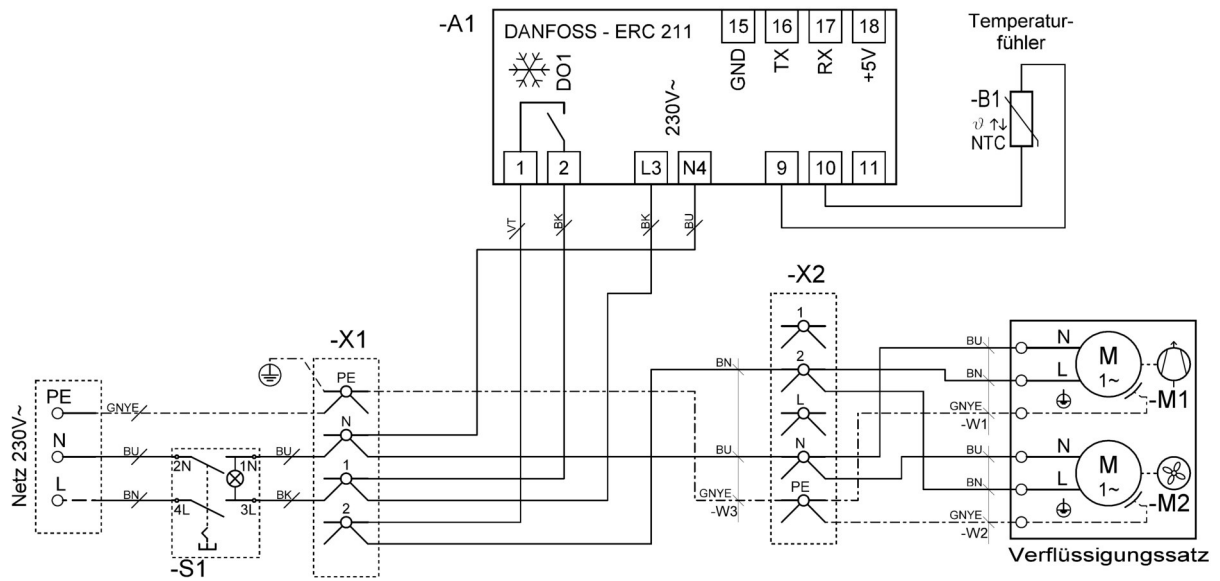 -A1
DANFOSS - ERC 211
15 16 17 18
GND TX RX +5V
DO1
230V~
1 2 L3 N4 9 10 11
Temperatur-
fühler
-B1
ϑ ↑↓
NTC
VT BK BK BU
-X2
1
2
L
N
PE
-X1
PE
N
1
2
Netz 230V~
PE
N
L
GNYE
BU
BN
2N 1N
4L 3L
BU
BK
-S1
BN
BU
GNYE
-W3
BU
BN
GNYE
-W1
BU
BN
GNYE
-W2
N
L
M
1~
-M1
N
L
M
1~
-M2
Verflüssigungssatz